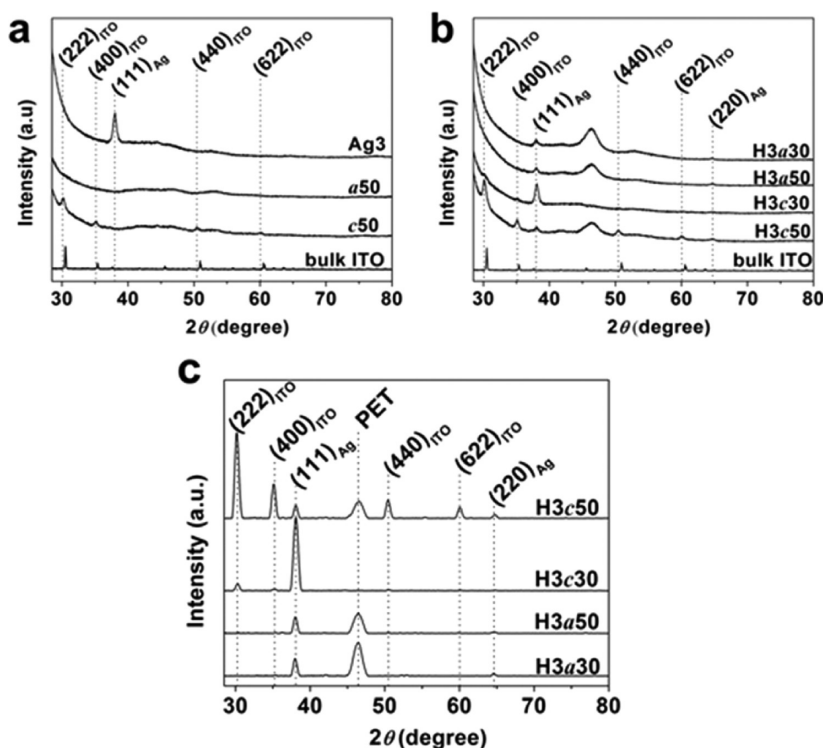 a
(222)ITO
(400)ITO
(111)Ag
(440)ITO
(622)ITO
Intensity (a.u)
Ag3
a50
c50
bulk ITO
30 40 50 60 70 80
2θ(degree)
b
(222)ITO
(400)ITO
(111)Ag
(440)ITO
(622)ITO
(220)Ag
Intensity (a.u)
H3a30
H3a50
H3c30
H3c50
bulk ITO
30 40 50 60 70 80
2θ(degree)
c
(222)ITO
(400)ITO
(111)Ag
PET
(440)ITO
(622)ITO
(220)Ag
Intensity (a.u.)
H3c50
H3c30
H3a50
H3a30
30 40 50 60 70 80
2θ(degree)